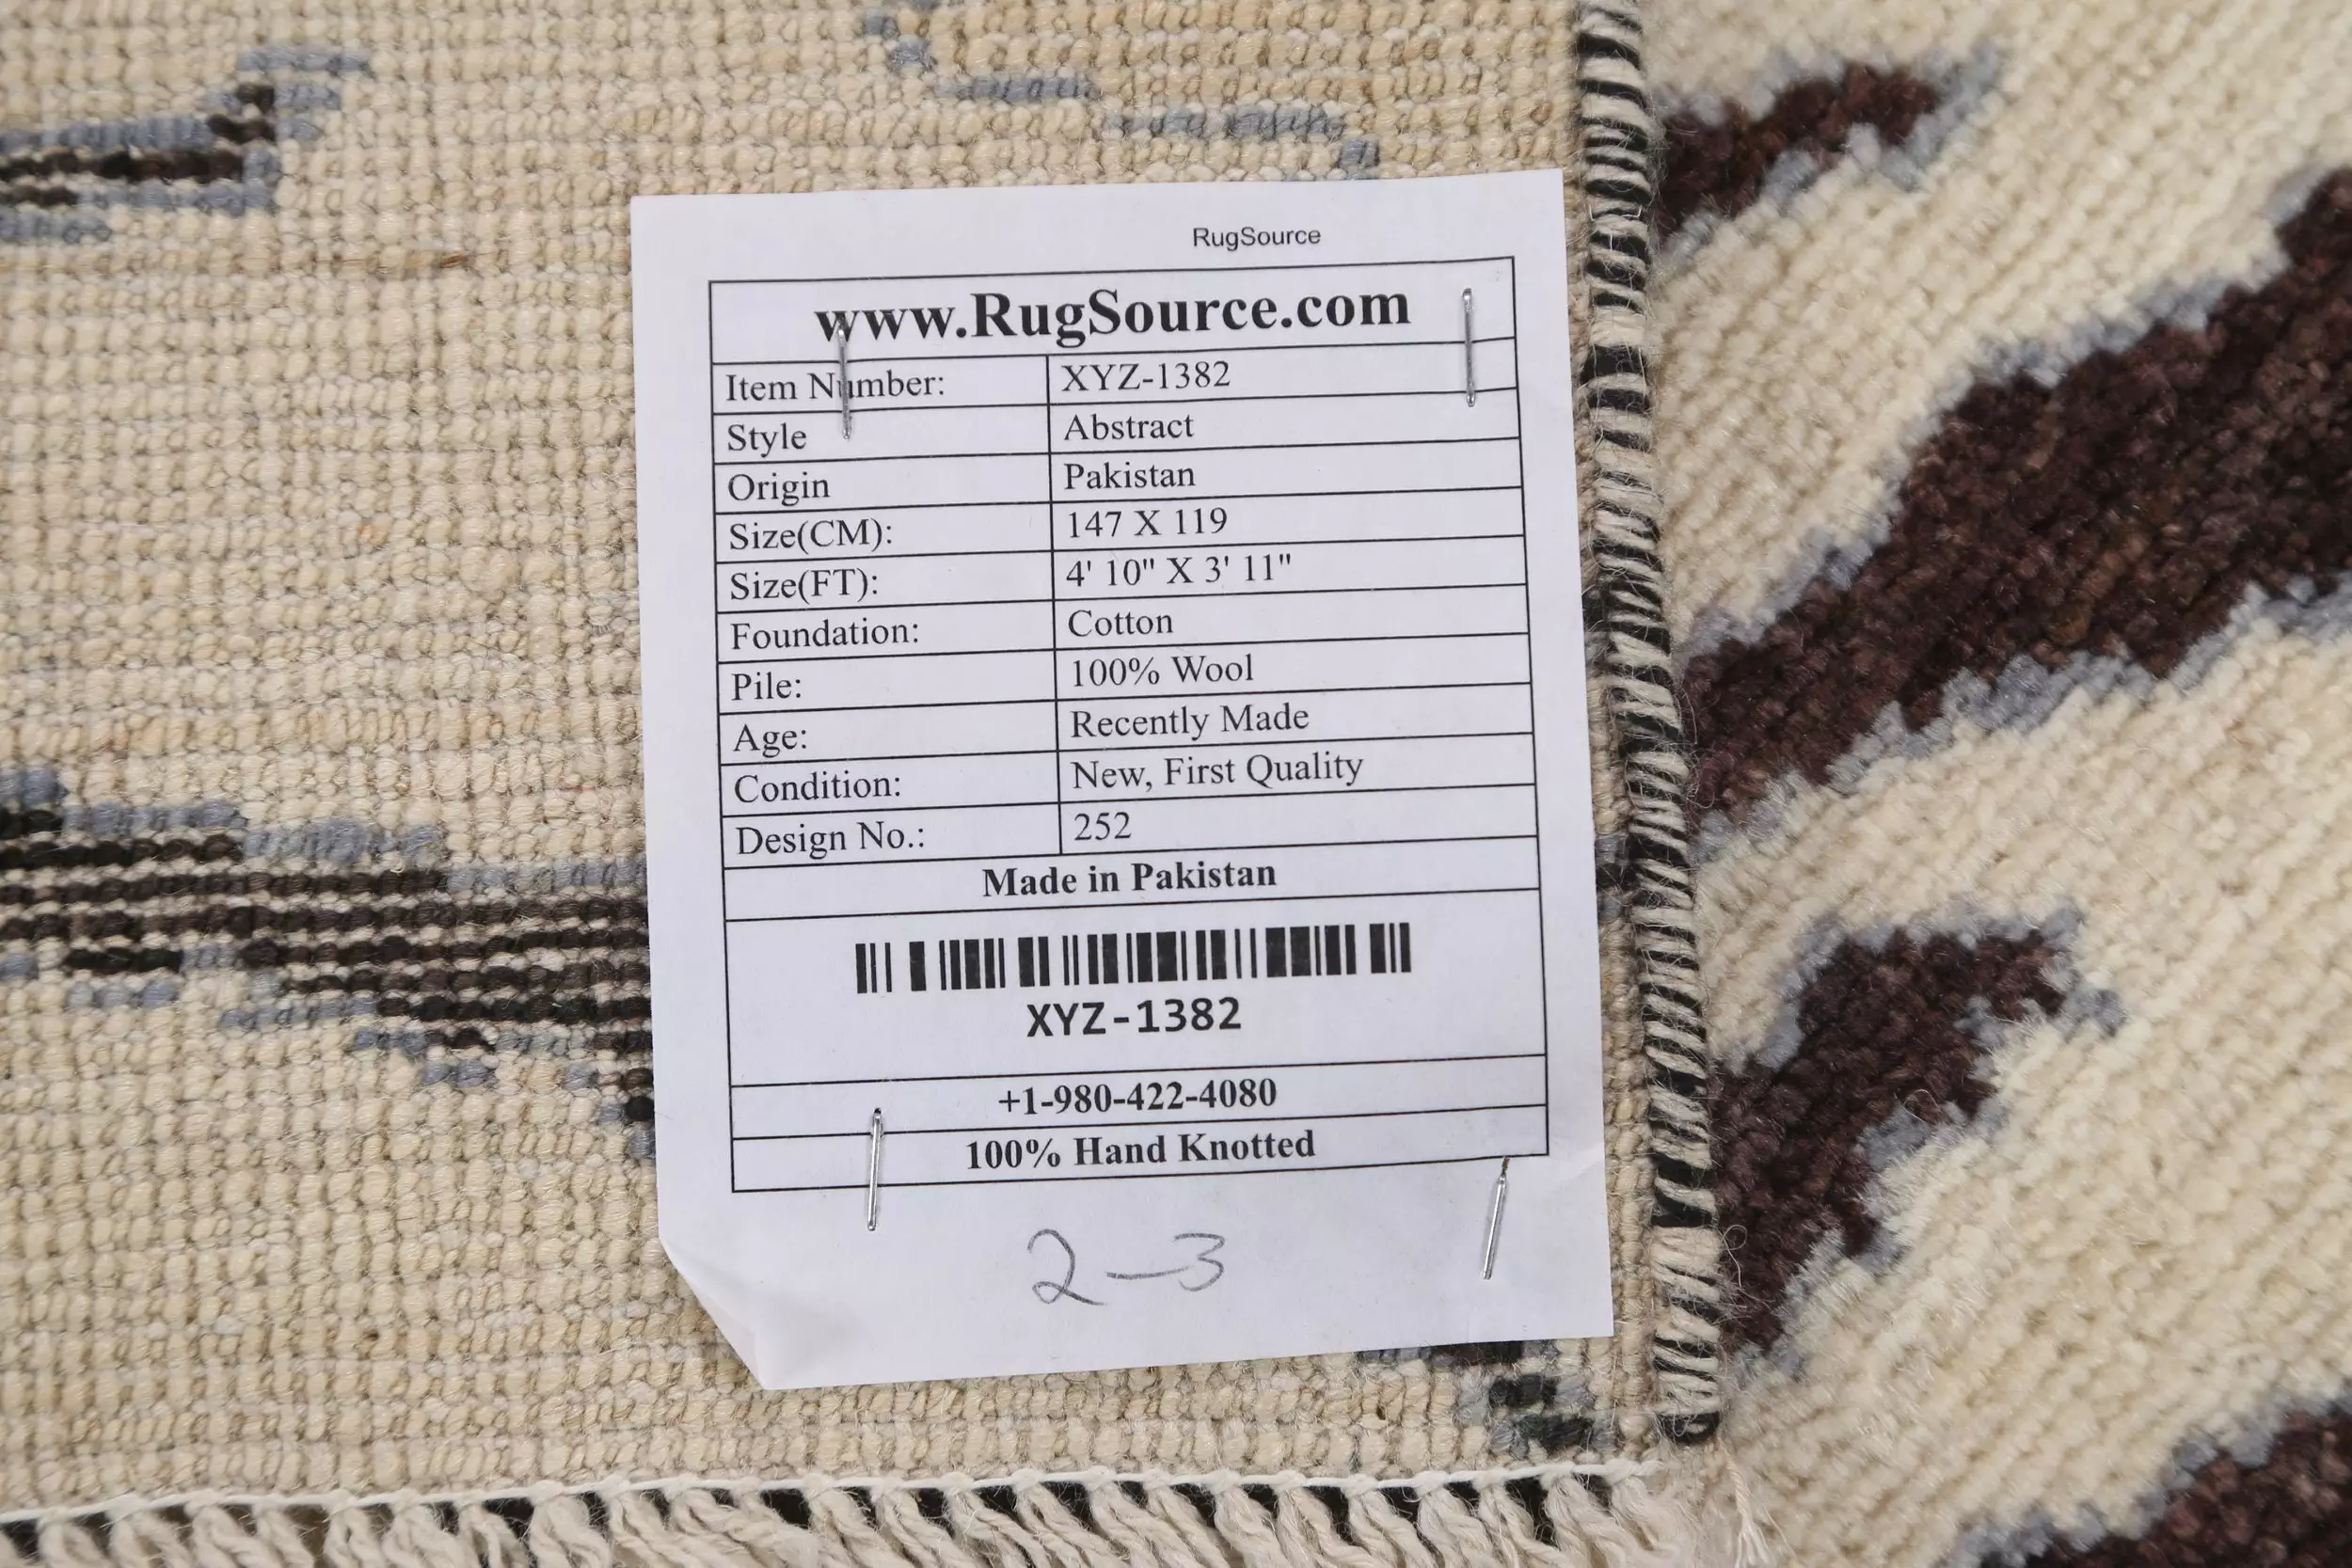 RugSource
www.RugSource.com
Item Number: XYZ-1382
Style Abstract
Origin Pakistan
Size(CM): 147 X 119
Size(FT): 4' 10" X 3' 11"
Foundation: Cotton
Pile: 100% Wool
Age: Recently Made
Condition: New, First Quality
Design No.: 252
Made in Pakistan
XYZ-1382
+1-980-422-4080
100% Hand Knotted
2-3